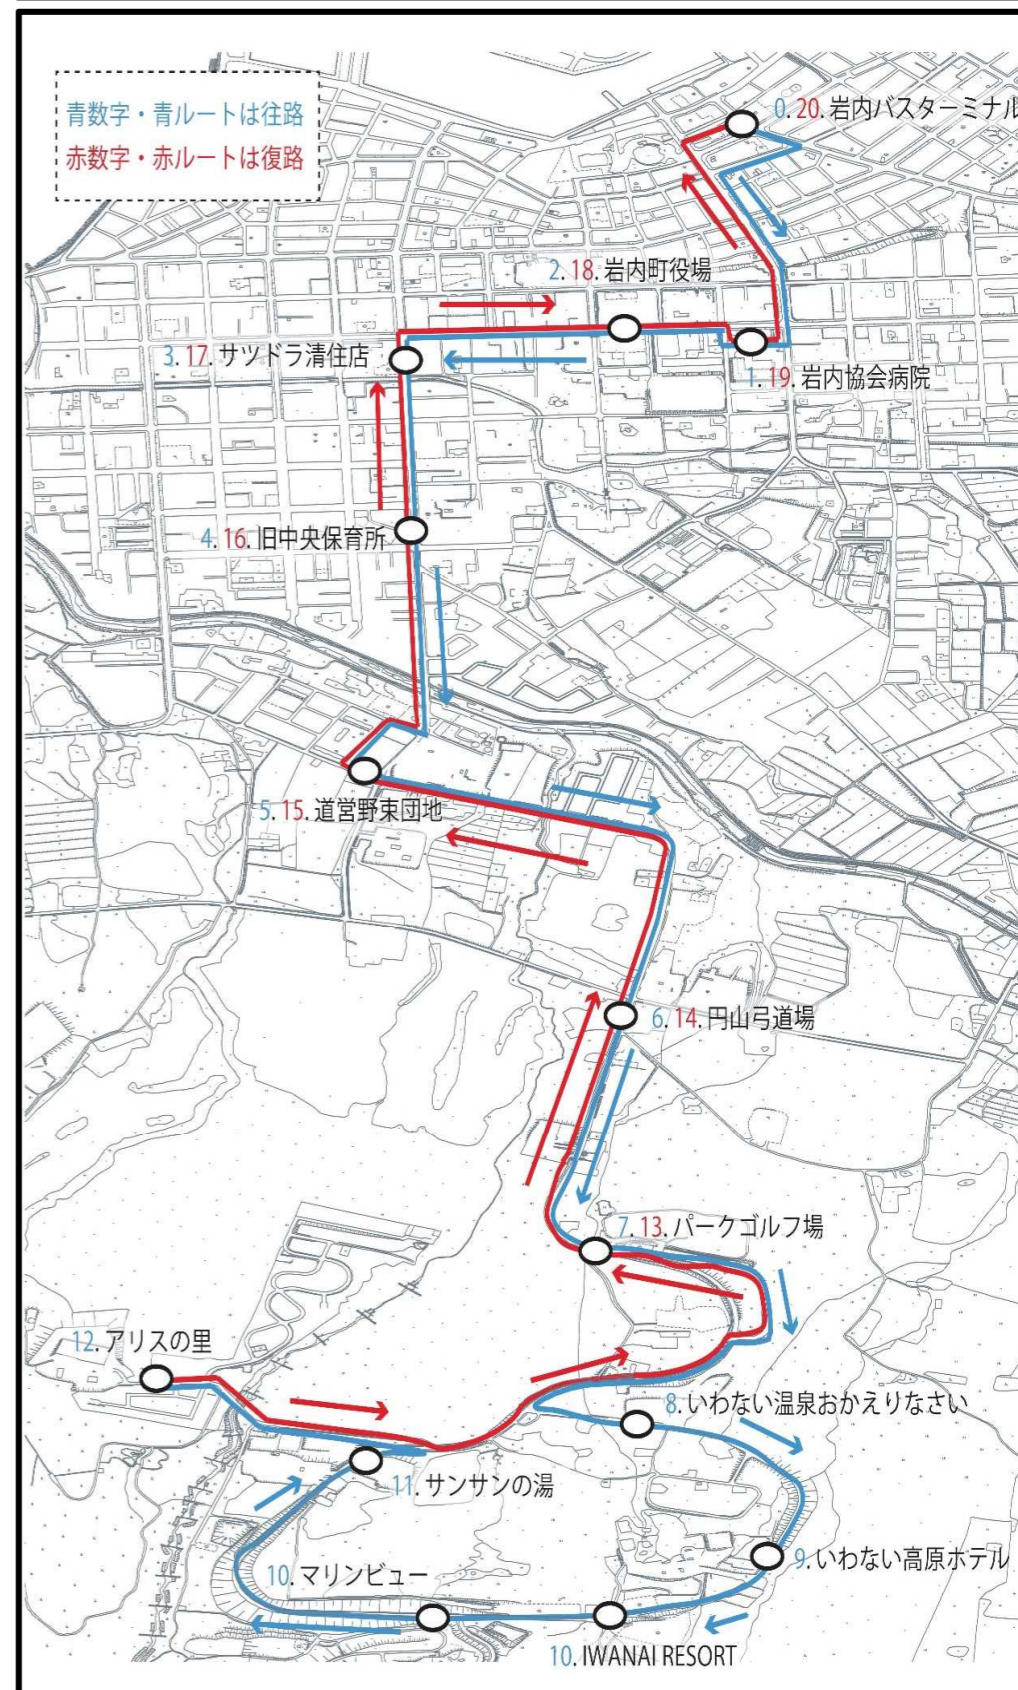 青数字・青ルートは往路
赤数字・赤ルートは復路
0. 20. 岩内バスターミナル
2. 18. 岩内町役場
3. 17. サツドラ清住店
1. 19. 岩内協会病院
4. 16. 旧中央保育所
5. 15. 道営野束団地
6. 14. 円山弓道場
7. 13. パークゴルフ場
12. アリスの里
8. いわない温泉おかえりなさい
11. サンサンの湯
9. いわない高原ホテル
10. マリンビュー
10. IWANAI RESORT